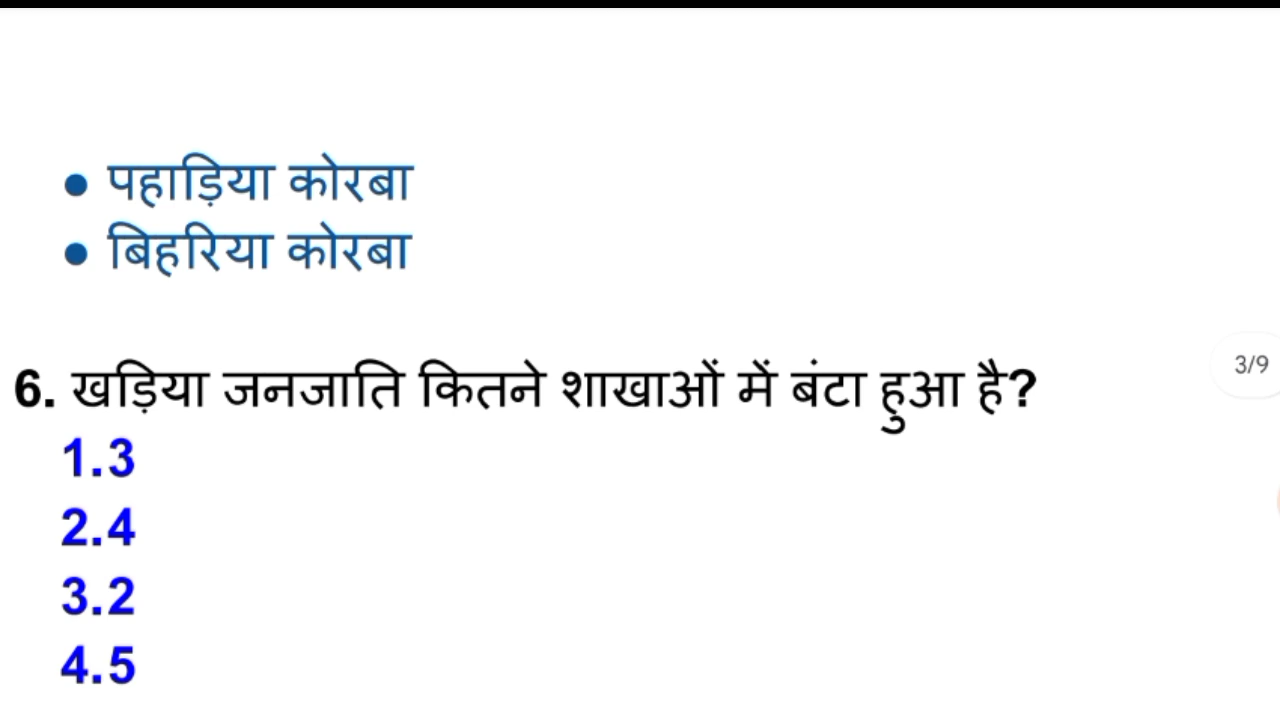 • पहाड़िया कोरबा
• बिहरिया कोरबा
6. खड़िया जनजाति कितने शाखाओं में बंटा हुआ है?
3/9
1.3
2.4
3.2
4.5